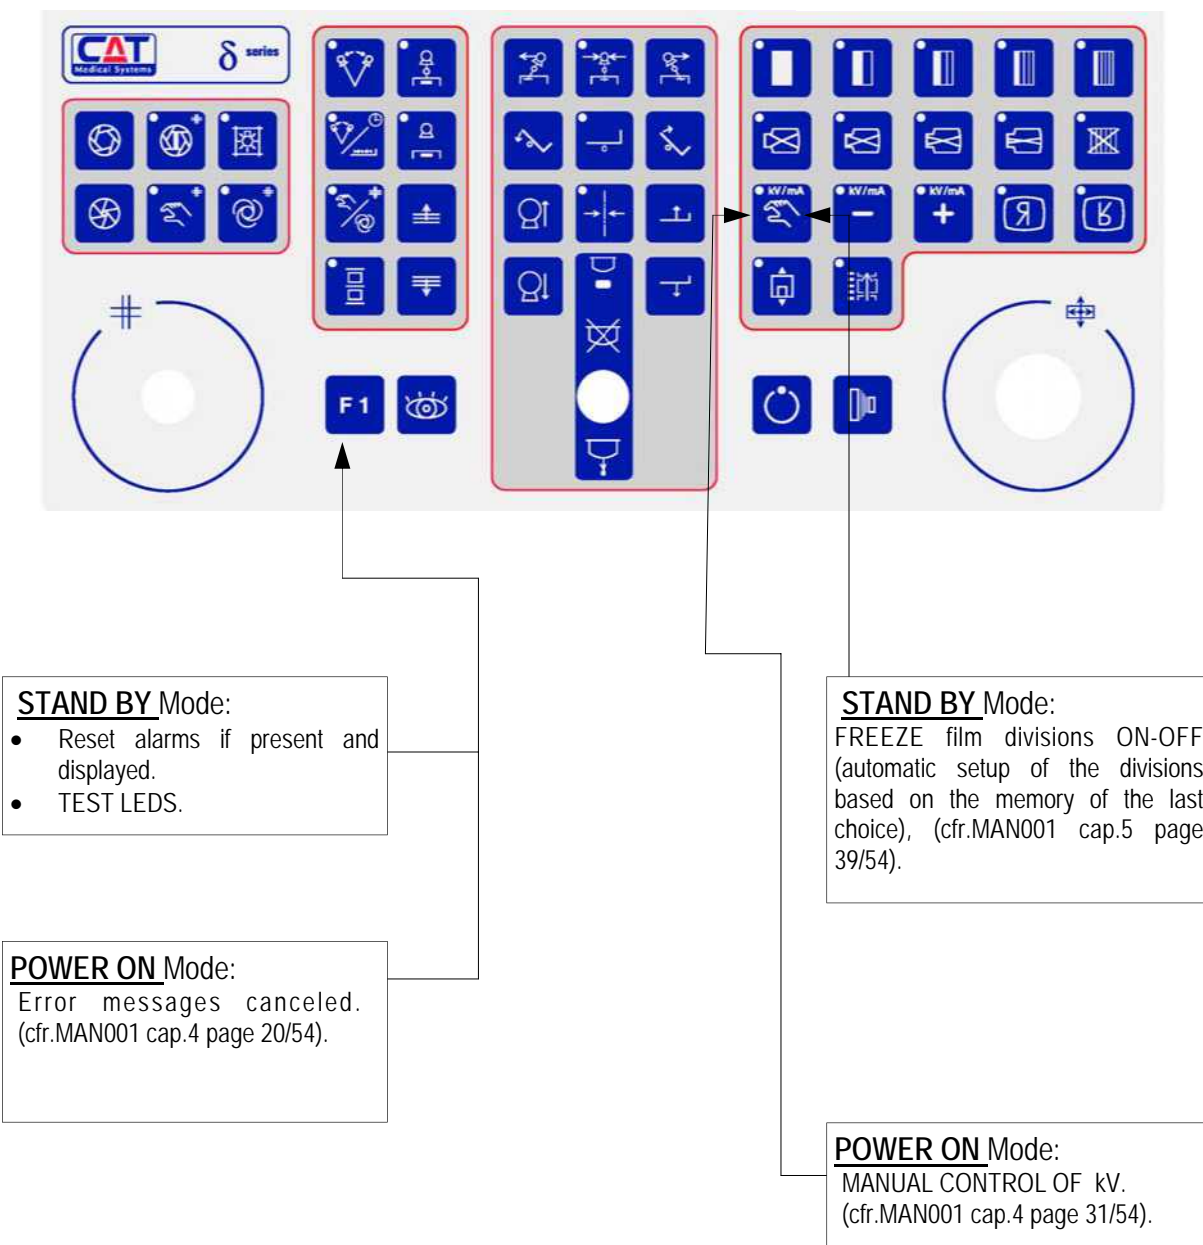 CAT
Medical Systems
δ series
kV/mA
kV/mA
kV/mA
F 1
STAND BY Mode:
• Reset alarms if present and
displayed.
• TEST LEDS.
POWER ON Mode:
Error messages canceled.
(cfr.MAN001 cap.4 page 20/54).
STAND BY Mode:
FREEZE film divisions ON-OFF
(automatic setup of the divisions
based on the memory of the last
choice), (cfr.MAN001 cap.5 page
39/54).
POWER ON Mode:
MANUAL CONTROL OF kV.
(cfr.MAN001 cap.4 page 31/54).